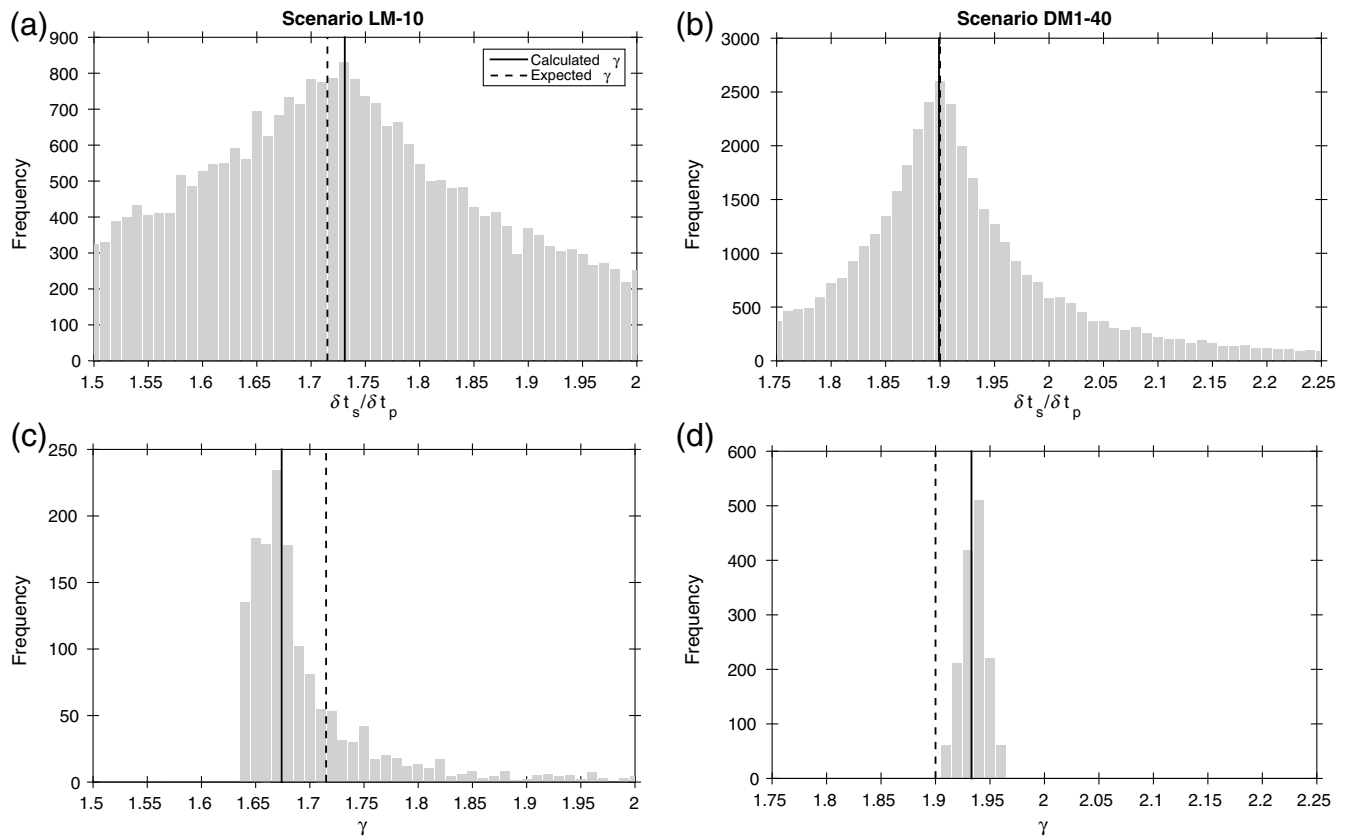 (a)
Scenario LM-10
900
800
700
600
500
400
300
200
100
0
Frequency
Calculated γ
Expected γ
1.5 1.55 1.6 1.65 1.7 1.75 1.8 1.85 1.9 1.95 2
δ t_s/δ t_p
(b)
Scenario DM1-40
3000
2500
2000
1500
1000
500
0
Frequency
1.75 1.8 1.85 1.9 1.95 2 2.05 2.1 2.15 2.2 2.25
δ t_s/δ t_p
(c)
250
200
150
100
50
0
Frequency
1.5 1.55 1.6 1.65 1.7 1.75 1.8 1.85 1.9 1.95 2
γ
(d)
600
500
400
300
200
100
0
Frequency
1.75 1.8 1.85 1.9 1.95 2 2.05 2.1 2.15 2.2 2.25
γ